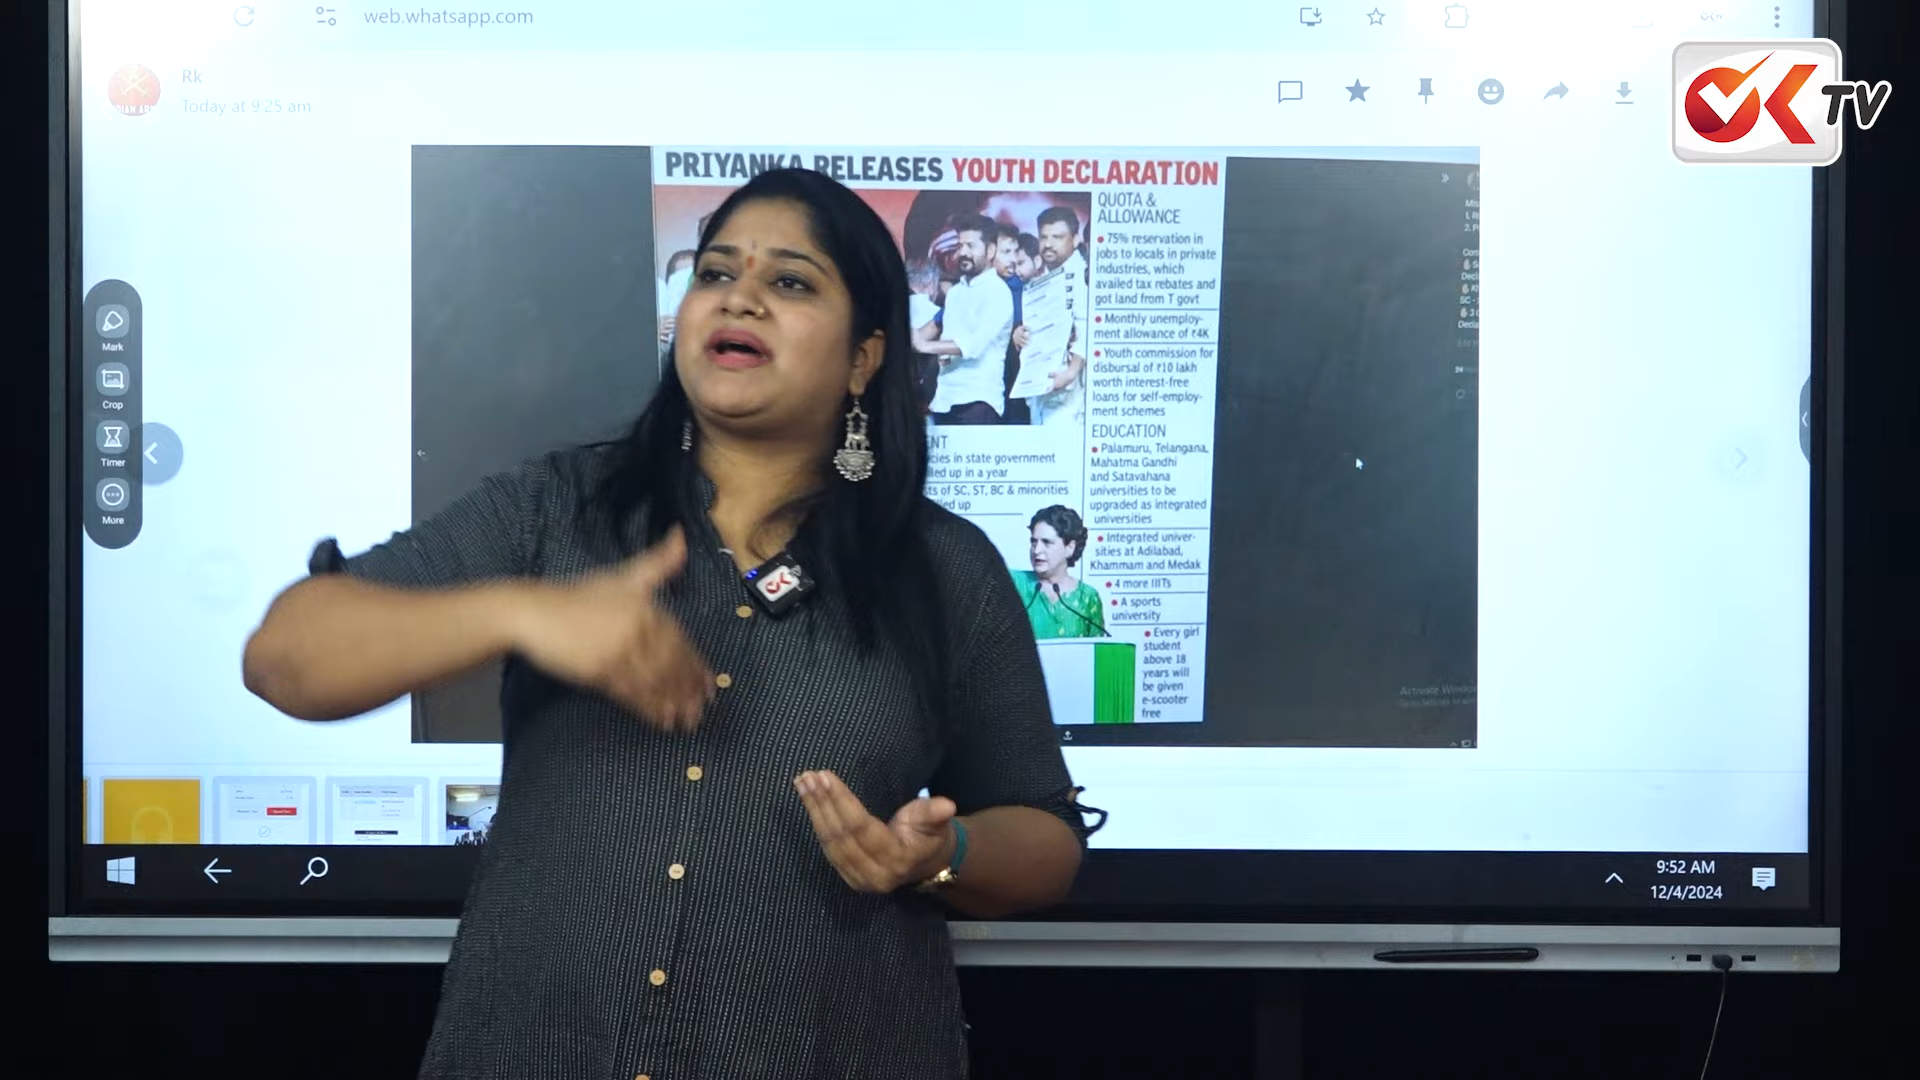 web.whatsapp.com
OK TV
Rk
Today at 9:25 am
PRIYANKA RELEASES YOUTH DECLARATION
QUOTA &
ALLOWANCE
• 75% reservation in
jobs to locals in private
industries, which
availed tax rebates and
got land from T govt
• Monthly unemploy-
ment allowance of ₹4K
• Youth commission for
disbursal of ₹10 lakh
worth interest-free
loans for self-employ-
ment schemes
EDUCATION
• Palamuru, Telangana,
Mahatma Gandhi
and Satavahana
universities to be
upgraded as integrated
universities
• Integrated univer-
sities at Adilabad,
Khammam and Medak
• 4 more IIITs
• A sports
university
• Every girl
student
above 18
years will
be given
e-scooter
free
ENT
cies in state government
lled up in a year
sts of SC, ST, BC & minorities
lled up
Mark
Crop
Timer
More
Activate Windo
9:52 AM
12/4/2024